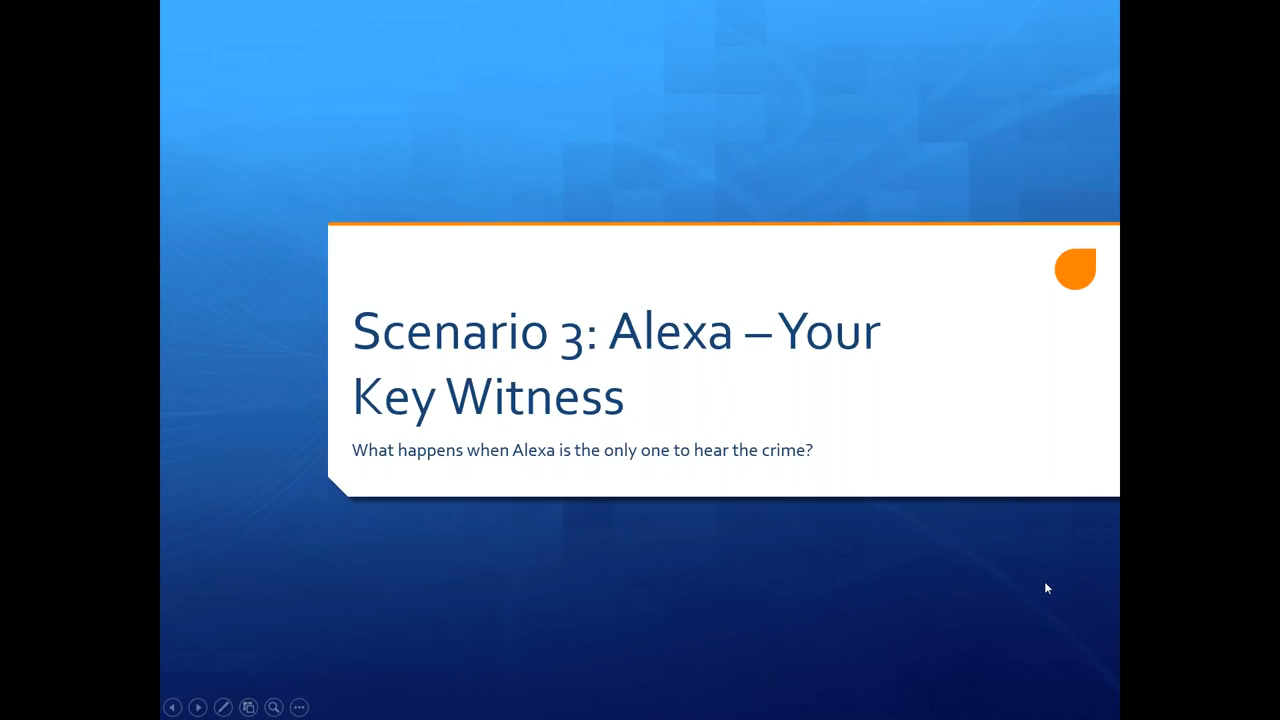 Scenario 3: Alexa – Your
Key Witness
What happens when Alexa is the only one to hear the crime?